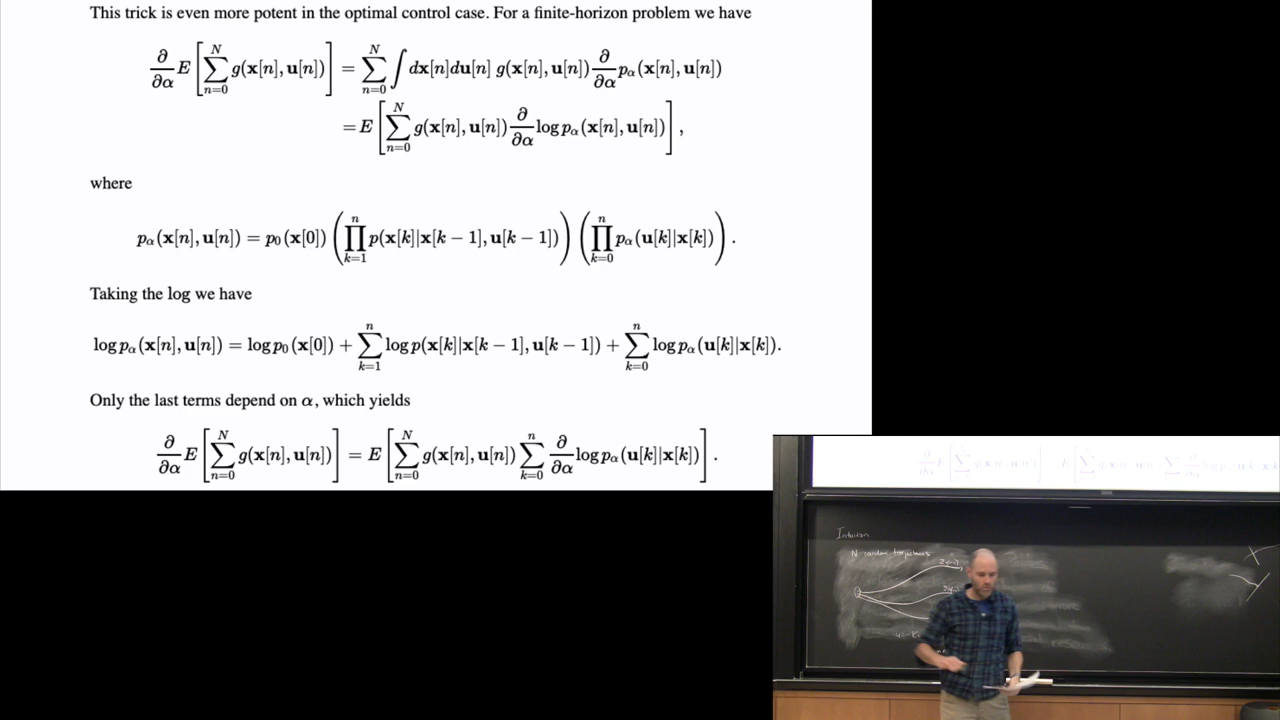 This trick is even more potent in the optimal control case. For a finite-horizon problem we have
∂/∂α E[∑_{n=0}^{N} g(x[n], u[n])] = ∑_{n=0}^{N} ∫ dx[n]du[n] g(x[n], u[n]) ∂/∂α p_α(x[n], u[n])
= E[∑_{n=0}^{N} g(x[n], u[n]) ∂/∂α log p_α(x[n], u[n])],
where
p_α(x[n], u[n]) = p_0(x[0]) (∏_{k=1}^{n} p(x[k]|x[k − 1], u[k − 1])) (∏_{k=0}^{n} p_α(u[k]|x[k])).
Taking the log we have
log p_α(x[n], u[n]) = log p_0(x[0]) + ∑_{k=1}^{n} log p(x[k]|x[k − 1], u[k − 1]) + ∑_{k=0}^{n} log p_α(u[k]|x[k]).
Only the last terms depend on α, which yields
∂/∂α E[∑_{n=0}^{N} g(x[n], u[n])] = E[∑_{n=0}^{N} g(x[n], u[n]) ∑_{k=0}^{n} ∂/∂α log p_α(u[k]|x[k])].
Intuition
N random trajectories